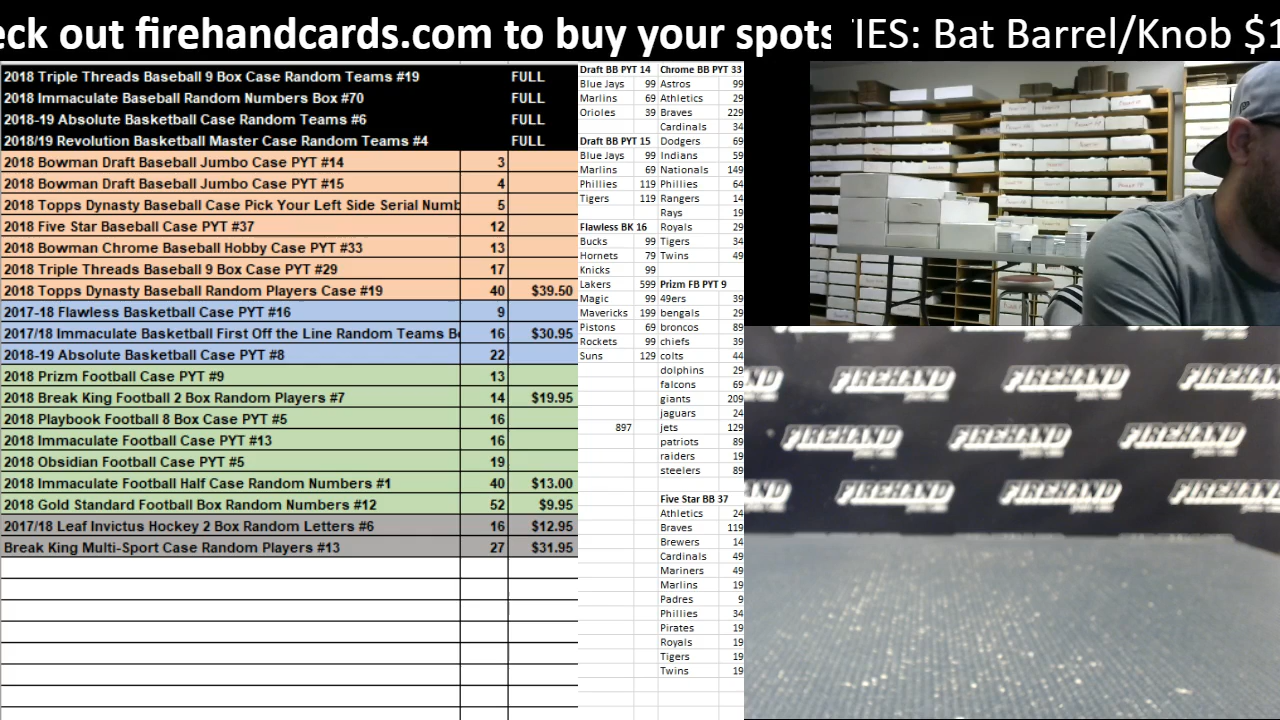 eck out firehandcards.com to buy your spots
IES: Bat Barrel/Knob $1
2018 Triple Threads Baseball 9 Box Case Random Teams #19 FULL
2018 Immaculate Baseball Random Numbers Box #70 FULL
2018-19 Absolute Basketball Case Random Teams #6 FULL
2018/19 Revolution Basketball Master Case Random Teams #4 FULL
2018 Bowman Draft Baseball Jumbo Case PYT #14 3
2018 Bowman Draft Baseball Jumbo Case PYT #15 4
2018 Topps Dynasty Baseball Case Pick Your Left Side Serial Numb 5
2018 Five Star Baseball Case PYT #37 12
2018 Bowman Chrome Baseball Hobby Case PYT #33 13
2018 Triple Threads Baseball 9 Box Case PYT #29 17
2018 Topps Dynasty Baseball Random Players Case #19 40 $39.50
2017-18 Flawless Basketball Case PYT #16 9
2017/18 Immaculate Basketball First Off the Line Random Teams Bo 16 $30.95
2018-19 Absolute Basketball Case PYT #8 22
2018 Prizm Football Case PYT #9 13
2018 Break King Football 2 Box Random Players #7 14 $19.95
2018 Playbook Football 8 Box Case PYT #5 16
2018 Immaculate Football Case PYT #13 16
2018 Obsidian Football Case PYT #5 19
2018 Immaculate Football Half Case Random Numbers #1 40 $13.00
2018 Gold Standard Football Box Random Numbers #12 52 $9.95
2017/18 Leaf Invictus Hockey 2 Box Random Letters #6 16 $12.95
Break King Multi-Sport Case Random Players #13 27 $31.95
Draft BB PYT 14
Blue Jays 99
Marlins 69
Orioles 39
Draft BB PYT 15
Blue Jays 99
Marlins 69
Phillies 119
Tigers 119
Flawless BK 16
Bucks 99
Hornets 79
Knicks 99
Lakers 599
Magic 99
Mavericks 199
Pistons 69
Rockets 99
Suns 129
897
Chrome BB PYT 33
Astros 99
Athletics 29
Braves 229
Cardinals 34
Dodgers 69
Indians 59
Nationals 149
Phillies 64
Rangers 14
Rays 19
Royals 29
Tigers 34
Twins 49
Prizm FB PYT 9
49ers 39
bengals 29
broncos 89
chiefs 39
colts 44
dolphins 29
falcons 69
giants 209
jaguars 24
jets 129
patriots 89
raiders 19
steelers 89
Five Star BB 37
Athletics 24
Braves 119
Brewers 14
Cardinals 49
Mariners 49
Marlins 19
Padres 9
Phillies 34
Pirates 19
Royals 19
Tigers 19
Twins 19
FIREHAND FIREHAND FIREHAND
FIREHAND FIREHAND FIREHAND
FIREHAND FIREHAND FIREHAND